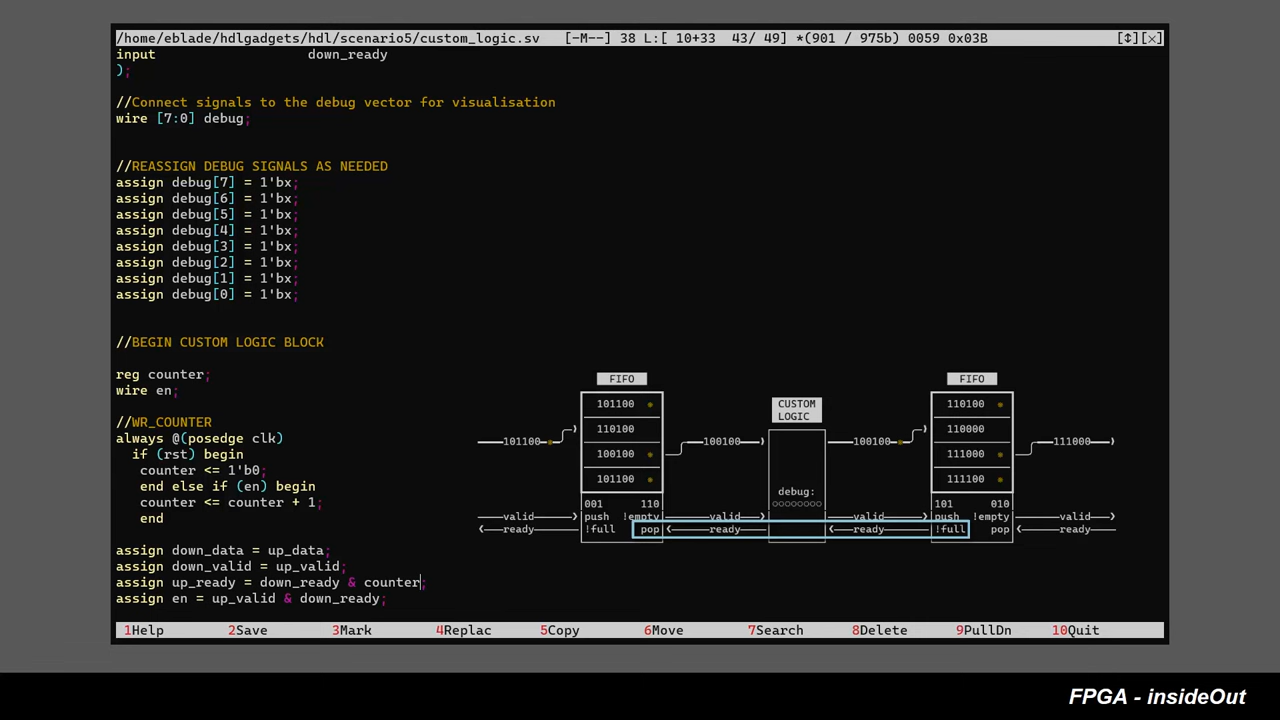 /home/eblade/hdlgadgets/hdl/scenario5/custom_logic.sv [-M--] 38 L:[ 10+33 43/ 49] *(901 / 975b) 0059 0x03B [↕][×]
input down_ready
);
//Connect signals to the debug vector for visualisation
wire [7:0] debug;
//REASSIGN DEBUG SIGNALS AS NEEDED
assign debug[7] = 1'bx;
assign debug[6] = 1'bx;
assign debug[5] = 1'bx;
assign debug[4] = 1'bx;
assign debug[3] = 1'bx;
assign debug[2] = 1'bx;
assign debug[1] = 1'bx;
assign debug[0] = 1'bx;
//BEGIN CUSTOM LOGIC BLOCK
reg counter;
wire en;
//WR_COUNTER
always @(posedge clk)
if (rst) begin
counter <= 1'b0;
end else if (en) begin
counter <= counter + 1;
end
assign down_data = up_data;
assign down_valid = up_valid;
assign up_ready = down_ready & counter;
assign en = up_valid & down_ready;
FIFO FIFO
101100 CUSTOM 110100
LOGIC
110100 110000
101100 100100 100100 111000
100100 111000
101100 111100
debug:
001 110 101 010
valid push !empty valid valid push !empty valid
ready !full pop ready ready !full pop ready
1Help 2Save 3Mark 4Replac 5Copy 6Move 7Search 8Delete 9PullDn 10Quit
FPGA - insideOut